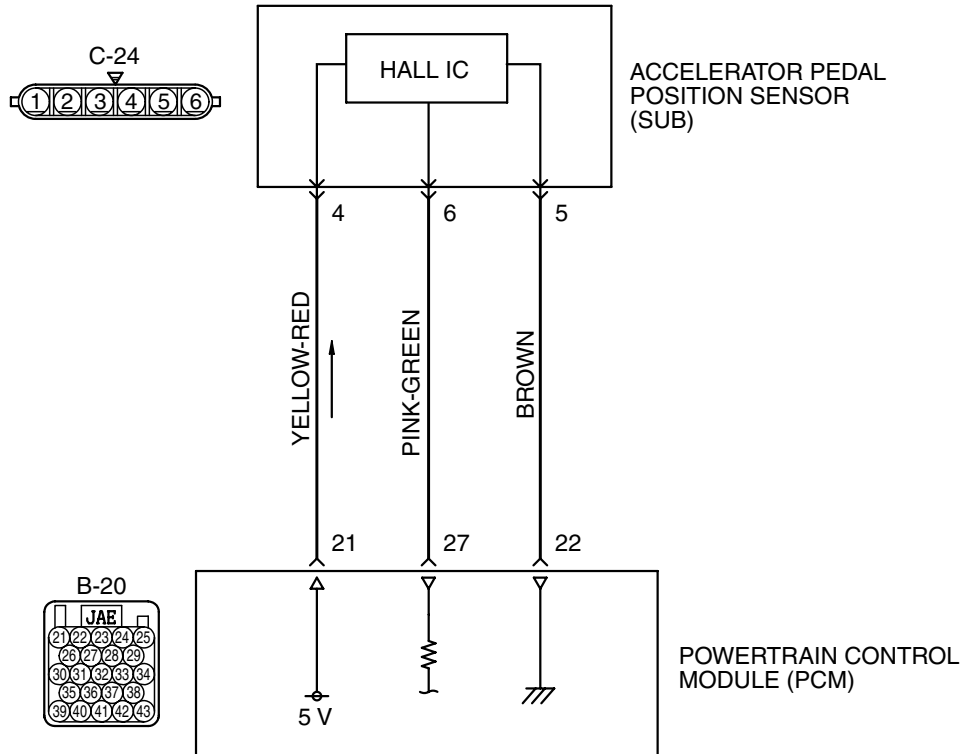 C-24
1 2 3 4 5 6
HALL IC
ACCELERATOR PEDAL
POSITION SENSOR
(SUB)
4 6 5
YELLOW-RED
PINK-GREEN
BROWN
21 27 22
B-20
JAE
21 22 23 24 25
26 27 28 29
30 31 32 33 34
35 36 37 38
39 40 41 42 43
5 V
POWERTRAIN CONTROL
MODULE (PCM)